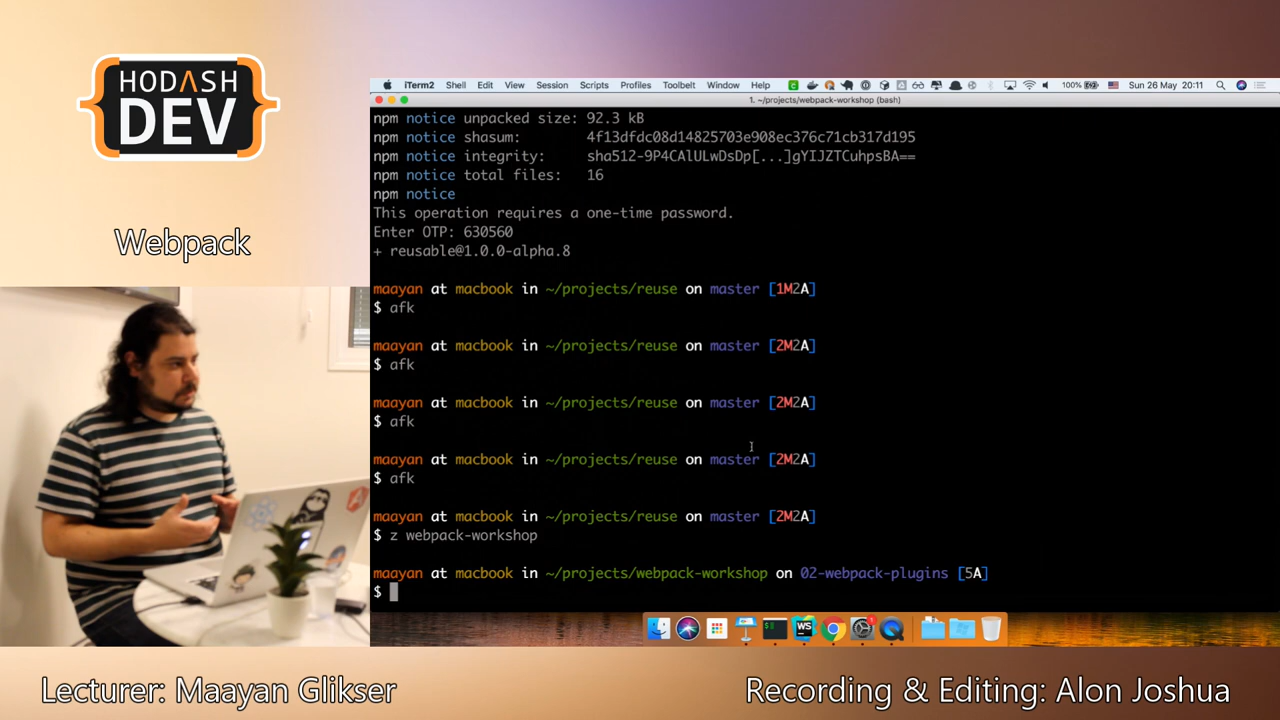 HODASH
DEV
Webpack
iTerm2 Shell Edit View Session Scripts Profiles Toolbelt Window Help 100% Sun 26 May 20:11
1. ~/projects/webpack-workshop (bash)
npm notice unpacked size: 92.3 kB
npm notice shasum: 4f13dfdc08d14825703e908ec376c71cb317d195
npm notice integrity: sha512-9P4CAlULwDsDp[...]gYIJZTCuhpsBA==
npm notice total files: 16
npm notice
This operation requires a one-time password.
Enter OTP: 630560
+ reusable@1.0.0-alpha.8
maayan at macbook in ~/projects/reuse on master [1M2A]
$ afk
maayan at macbook in ~/projects/reuse on master [2M2A]
$ afk
maayan at macbook in ~/projects/reuse on master [2M2A]
$ afk
maayan at macbook in ~/projects/reuse on master [2M2A]
$ afk
maayan at macbook in ~/projects/reuse on master [2M2A]
$ z webpack-workshop
maayan at macbook in ~/projects/webpack-workshop on 02-webpack-plugins [5A]
$
WS
Lecturer: Maayan Glikser
Recording & Editing: Alon Joshua